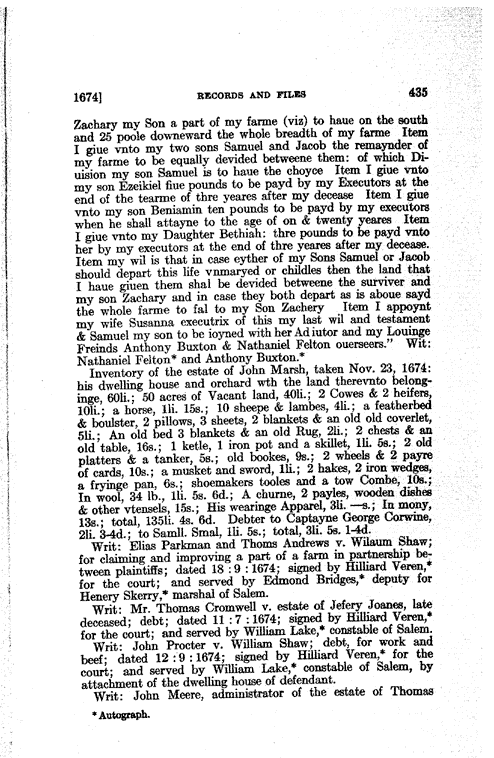 1674] RECORDS AND FILES 435
Zachary my Son a part of my farme (viz) to haue on the south
and 25 poole downeward the whole breadth of my farme Item
I giue vnto my two sons Samuel and Jacob the remaynder of
my farme to be equally devided betweene them: of which Di-
uision my son Samuel is to haue the choyce Item I giue vnto
my son Ezeikiel fiue pounds to be payd by my Executors at the
end of the tearme of thre yeares after my decease Item I giue
vnto my son Beniamin ten pounds to be payd by my executors
when he shall attayne to the age of on & twenty yeares Item
I giue vnto my Daughter Bethiah: thre pounds to be payd vnto
her by my executors at the end of thre yeares after my decease.
Item my wil is that in case eyther of my Sons Samuel or Jacob
should depart this life vnmaryed or childles then the land that
I haue giuen them shal be devided betweene the surviver and
my son Zachary and in case they both depart as is aboue sayd
the whole farme to fal to my Son Zachery Item I appoynt
my wife Susanna executrix of this my last wil and testament
& Samuel my son to be ioyned with her Adiutor and my Louinge
Freinds Anthony Buxton & Nathaniel Felton ouerseers." Wit:
Nathaniel Felton* and Anthony Buxton.*
Inventory of the estate of John Marsh, taken Nov. 23, 1674:
his dwelling house and orchard wth the land therevnto belong-
inge, 60li.; 50 acres of Vacant land, 40li.; 2 Cowes & 2 heifers,
10li.; a horse, 1li. 15s.; 10 sheepe & lambes, 4li.; a featherbed
& boulster, 2 pillows, 3 sheets, 2 blankets & an old old coverlet,
5li.; An old bed 3 blankets & an old Rug, 2li.; 2 chests & an
old table, 16s.; 1 ketle, 1 iron pot and a skillet, 1li. 5s.; 2 old
platters & a tanker, 5s.; old bookes, 9s.; 2 wheels & 2 payre
of cards, 10s.; a musket and sword, 1li.; 2 hakes, 2 iron wedges,
a fryinge pan, 6s.; shoemakers tooles and a tow Combe, 10s.;
In wool, 34 lb., 1li. 5s. 6d.; A churne, 2 payles, wooden dishes
& other vtensels, 15s.; His wearinge Apparel, 3li. —s.; In mony,
13s.; total, 135li. 4s. 6d. Debter to Captayne George Corwine,
2li. 3-4d.; to Samll. Smal, 1li. 5s.; total, 3li. 5s. 1-4d.
Writ: Elias Parkman and Thoms Andrews v. Wilaum Shaw;
for claiming and improving a part of a farm in partnership be-
tween plaintiffs; dated 18 : 9 : 1674; signed by Hilliard Veren,*
for the court; and served by Edmond Bridges,* deputy for
Henery Skerry,* marshal of Salem.
Writ: Mr. Thomas Cromwell v. estate of Jefery Joanes, late
deceased; debt; dated 11 : 7 : 1674; signed by Hilliard Veren,*
for the court; and served by William Lake,* constable of Salem.
Writ: John Procter v. William Shaw; debt, for work and
beef; dated 12 : 9 : 1674; signed by Hilliard Veren,* for the
court; and served by William Lake,* constable of Salem, by
attachment of the dwelling house of defendant.
Writ: John Meere, administrator of the estate of Thomas
* Autograph.